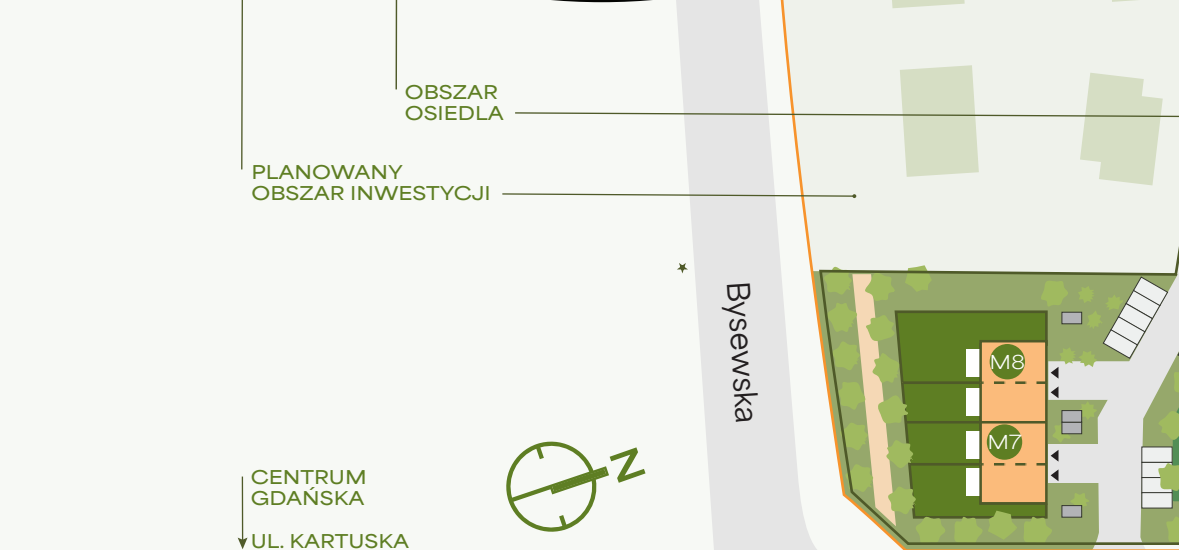 OBSZAR
OSIEDLA
PLANOWANY
OBSZAR INWESTYCJI
Bysewska
M8
M7
N
CENTRUM
GDAŃSKA
UL. KARTUSKA